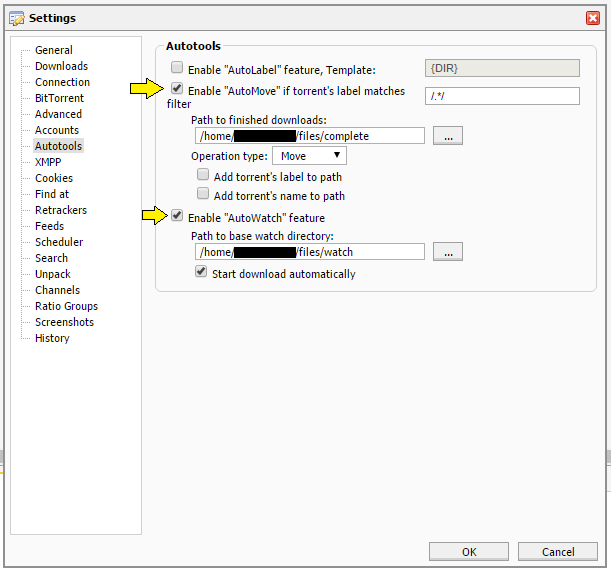 Settings
General
Downloads
Connection
BitTorrent
Advanced
Accounts
Autotools
XMPP
Cookies
Find at
Retrackers
Feeds
Scheduler
Search
Unpack
Channels
Ratio Groups
Screenshots
History
Autotools
Enable "AutoLabel" feature, Template: {DIR}
Enable "AutoMove" if torrent's label matches
filter
/.*/
Path to finished downloads:
/home/ /files/complete ...
Operation type: Move
Add torrent's label to path
Add torrent's name to path
Enable "AutoWatch" feature
Path to base watch directory:
/home/ /files/watch ...
Start download automatically
OK Cancel